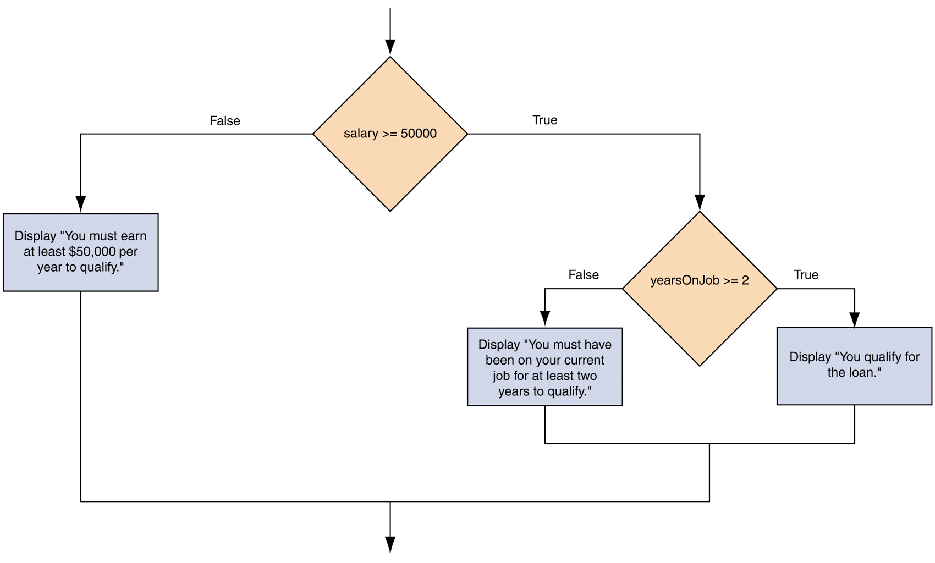 False
True
salary >= 50000
Display "You must earn
at least $50,000 per
year to qualify."
False
yearsOnJob >= 2
True
Display "You must have
been on your current
job for at least two
years to qualify."
Display "You qualify for
the loan."